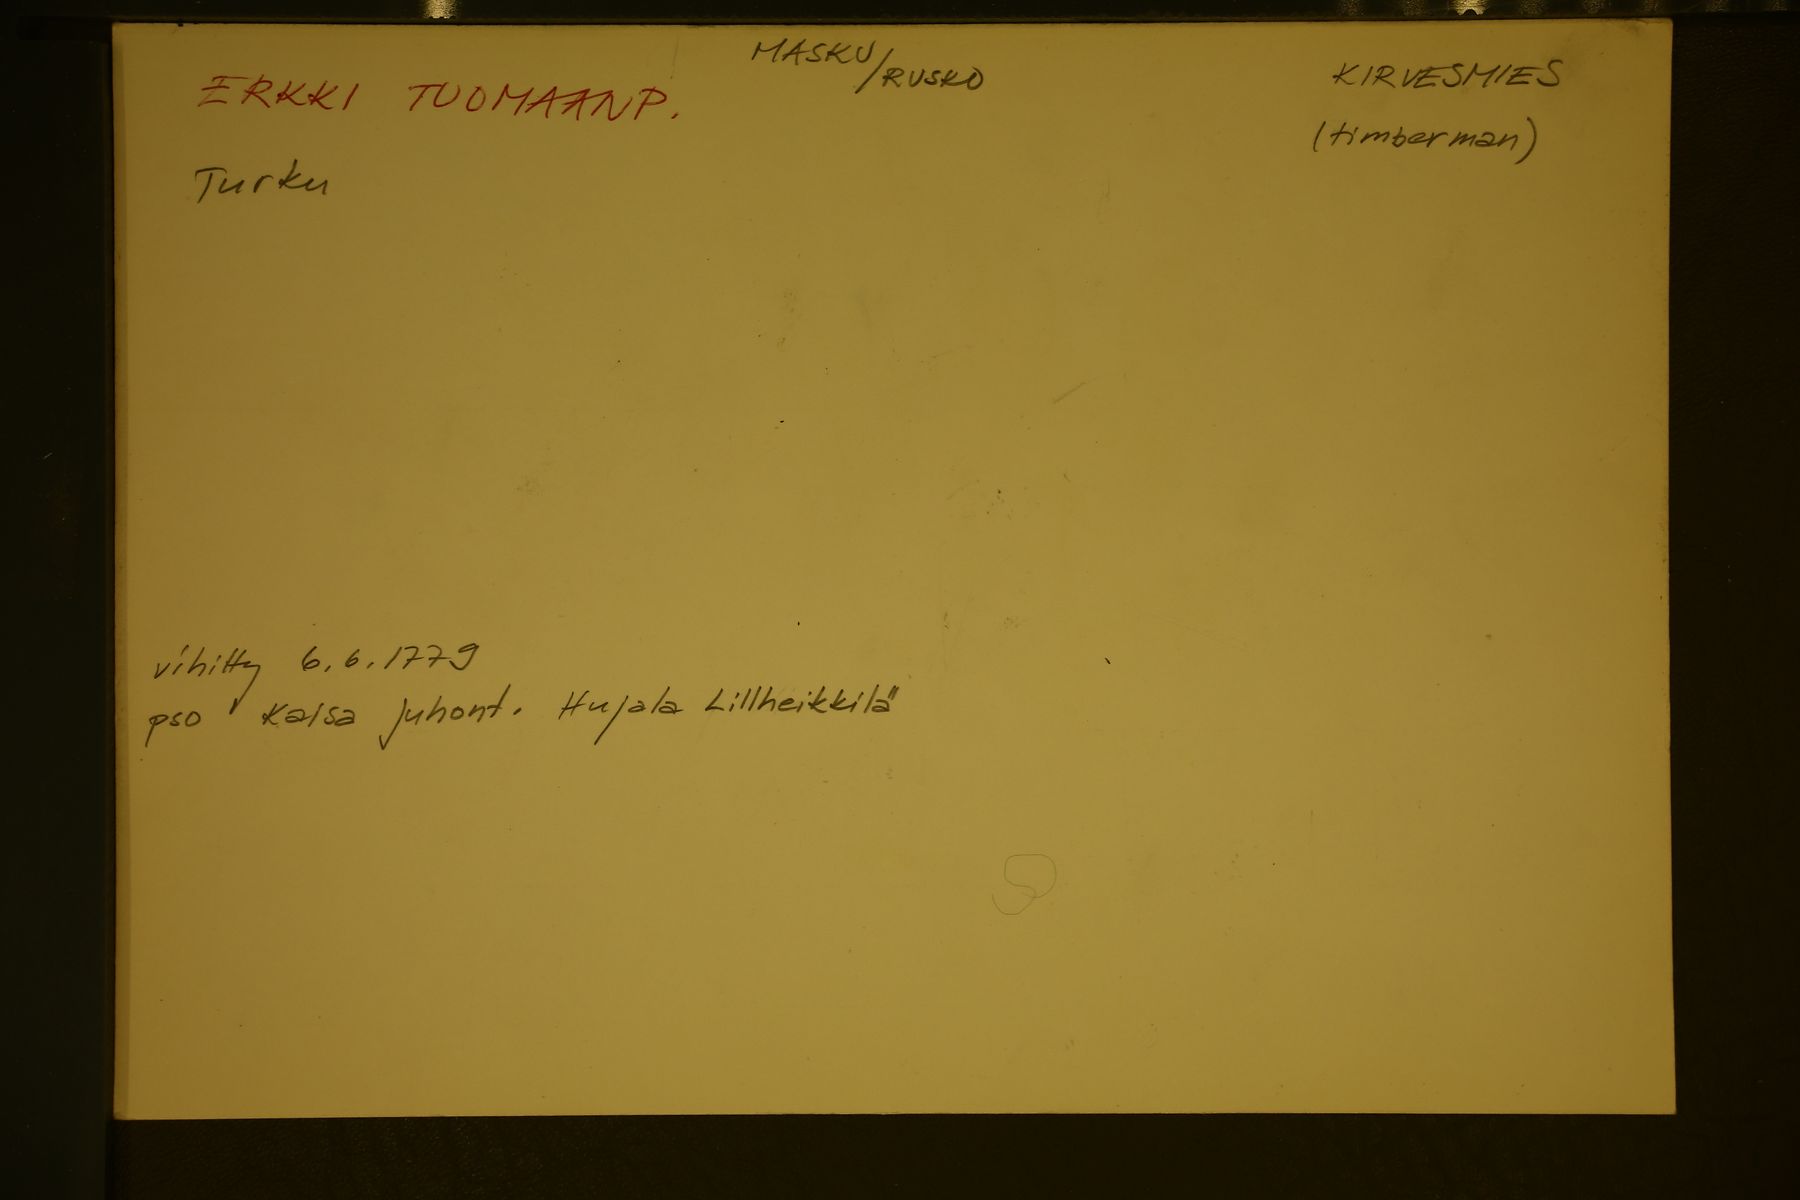 MASKU/RUSKO
ERKKI TUOMAANP.
KIRVESMIES
(timberman)
Turku
vihitty 6.6.1779
pso Kaisa Juhont. Hujala Lillheikkilä